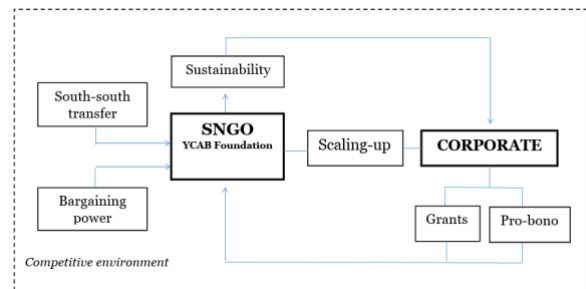 Sustainability
South-south
transfer
SNGO
YCAB Foundation
Scaling-up
CORPORATE
Bargaining
power
Grants
Pro-bono
Competitive environment